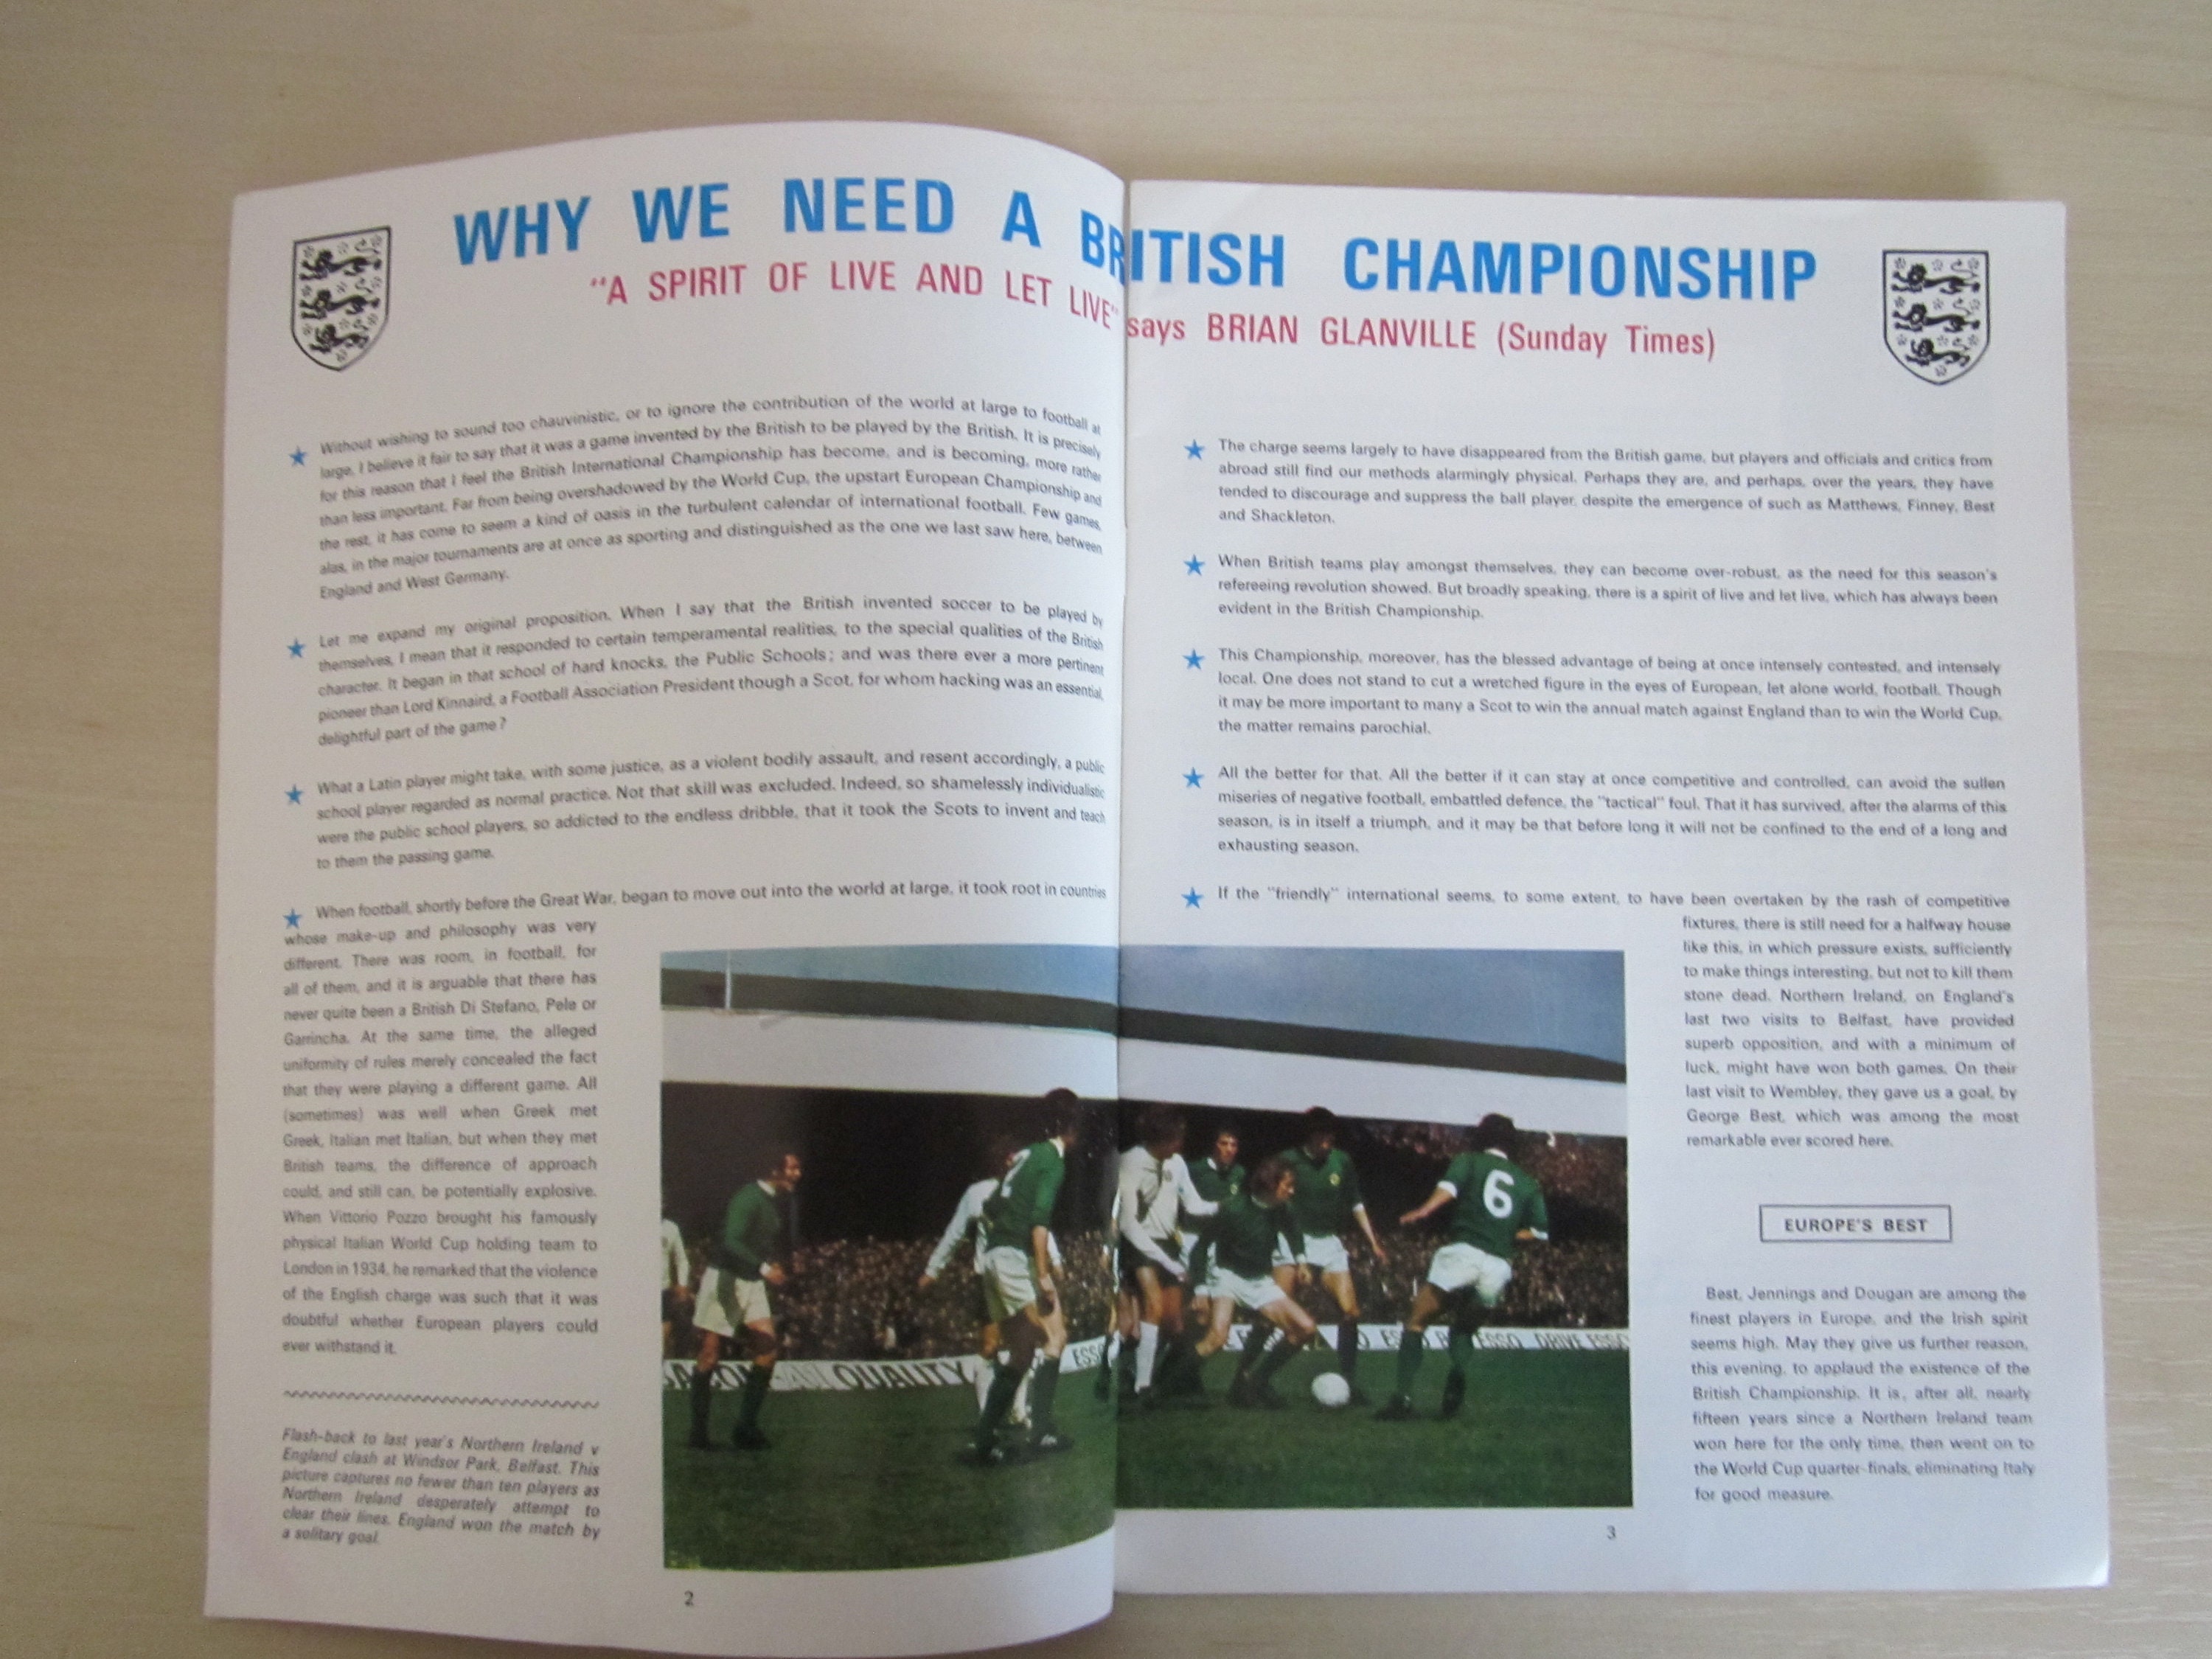 WHY WE NEED A BRITISH CHAMPIONSHIP
"A SPIRIT OF LIVE AND LET LIVE" says BRIAN GLANVILLE (Sunday Times)
Without wishing to sound too chauvinistic, or to ignore the contribution of the world at large to football at
large, I believe it fair to say that it was a game invented by the British to be played by the British. It is precisely
for this reason that I feel the British International Championship has become, and is becoming, more rather
than less important. Far from being overshadowed by the World Cup, the upstart European Championship and
the rest, it has come to seem a kind of oasis in the turbulent calendar of international football. Few games,
alas, in the major tournaments are at once as sporting and distinguished as the one we last saw here, between
England and West Germany.
Let me expand my original proposition. When I say that the British invented soccer to be played by
themselves, I mean that it responded to certain temperamental realities, to the special qualities of the British
character. It began in that school of hard knocks, the Public Schools; and was there ever a more pertinent
pioneer than Lord Kinnaird, a Football Association President though a Scot, for whom hacking was an essential,
delightful part of the game?
What a Latin player might take, with some justice, as a violent bodily assault, and resent accordingly, a public
school player regarded as normal practice. Not that skill was excluded. Indeed, so shamelessly individualistic
were the public school players, so addicted to the endless dribble, that it took the Scots to invent and teach
to them the passing game.
When football, shortly before the Great War, began to move out into the world at large, it took root in countries
whose make-up and philosophy was very
different. There was room, in football, for
all of them, and it is arguable that there has
never quite been a British Di Stefano, Pele or
Garrincha. At the same time, the alleged
uniformity of rules merely concealed the fact
that they were playing a different game. All
(sometimes) was well when Greek met
Greek, Italian met Italian, but when they met
British teams, the difference of approach
could, and still can, be potentially explosive.
When Vittorio Pozzo brought his famously
physical Italian World Cup holding team to
London in 1934, he remarked that the violence
of the English charge was such that it was
doubtful whether European players could
ever withstand it.
Flash-back to last year's Northern Ireland v
England clash at Windsor Park, Belfast. This
picture captures no fewer than ten players as
Northern Ireland desperately attempt to
clear their lines. England won the match by
a solitary goal.
2
QUALITY
2
The charge seems largely to have disappeared from the British game, but players and officials and critics from
abroad still find our methods alarmingly physical. Perhaps they are, and perhaps, over the years, they have
tended to discourage and suppress the ball player, despite the emergence of such as Matthews, Finney, Best
and Shackleton.
When British teams play amongst themselves, they can become over-robust, as the need for this season's
refereeing revolution showed. But broadly speaking, there is a spirit of live and let live, which has always been
evident in the British Championship.
This Championship, moreover, has the blessed advantage of being at once intensely contested, and intensely
local. One does not stand to cut a wretched figure in the eyes of European, let alone world, football. Though
it may be more important to many a Scot to win the annual match against England than to win the World Cup,
the matter remains parochial.
All the better for that. All the better if it can stay at once competitive and controlled, can avoid the sullen
miseries of negative football, embattled defence, the "tactical" foul. That it has survived, after the alarms of this
season, is in itself a triumph, and it may be that before long it will not be confined to the end of a long and
exhausting season.
If the "friendly" international seems, to some extent, to have been overtaken by the rash of competitive
fixtures, there is still need for a halfway house
like this, in which pressure exists, sufficiently
to make things interesting, but not to kill them
stone dead. Northern Ireland, on England's
last two visits to Belfast, have provided
superb opposition, and with a minimum of
luck, might have won both games. On their
last visit to Wembley, they gave us a goal, by
George Best, which was among the most
remarkable ever scored here.
EUROPE'S BEST
Best, Jennings and Dougan are among the
finest players in Europe, and the Irish spirit
seems high. May they give us further reason,
this evening, to applaud the existence of the
British Championship. It is, after all, nearly
fifteen years since a Northern Ireland team
won here for the only time, then went on to
the World Cup quarter-finals, eliminating Italy
for good measure.
6
ESSO DRIVE ESSO
3